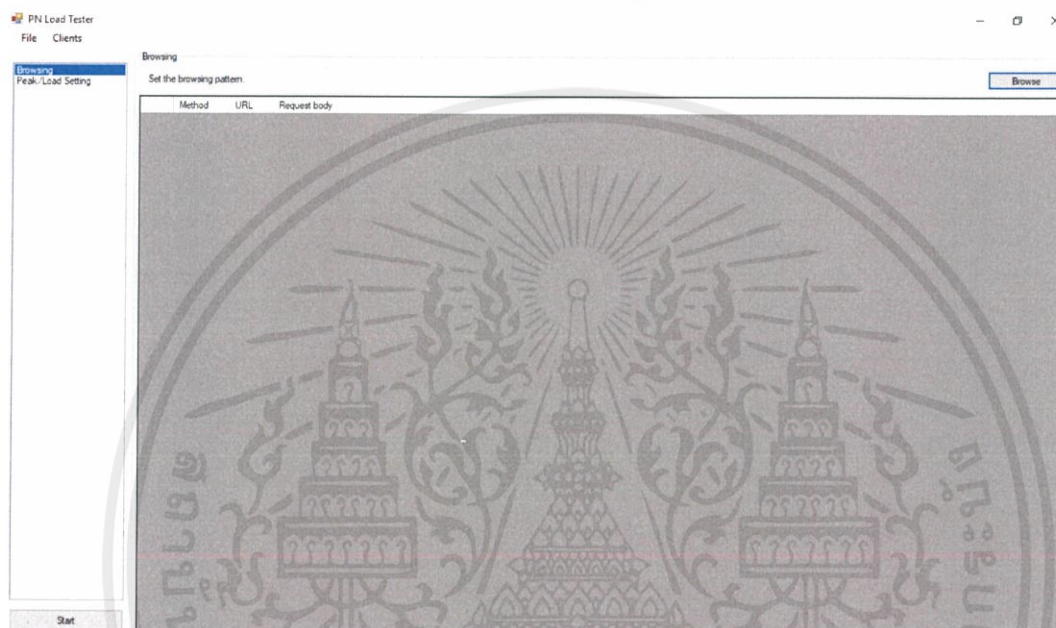 PN Load Tester
File Clients
Browsing
Peak/Load Setting
Browsing
Set the browsing pattern.
Browse
Method URL Request body
Start